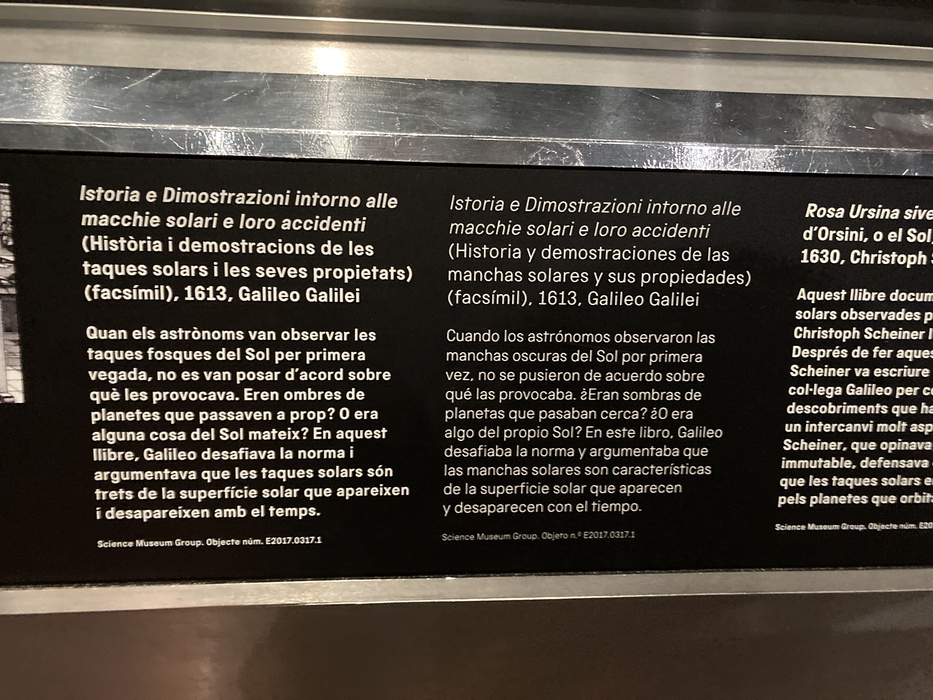 Istoria e Dimostrazioni intorno alle
macchie solari e loro accidenti
(Història i demostracions de les
taques solars i les seves propietats)
(facsímil), 1613, Galileo Galilei
Quan els astrònoms van observar les
taques fosques del Sol per primera
vegada, no es van posar d'acord sobre
què les provocava. Eren ombres de
planetes que passaven a prop? O era
alguna cosa del Sol mateix? En aquest
llibre, Galileo desafiava la norma i
argumentava que les taques solars són
trets de la superfície solar que apareixen
i desapareixen amb el temps.
Science Museum Group. Objecte núm. E2017.0317.1
Istoria e Dimostrazioni intorno alle
macchie solari e loro accidenti
(Historia y demostraciones de las
manchas solares y sus propiedades)
(facsímil), 1613, Galileo Galilei
Cuando los astrónomos observaron las
manchas oscuras del Sol por primera
vez, no se pusieron de acuerdo sobre
qué las provocaba. ¿Eran sombras de
planetas que pasaban cerca? ¿O era
algo del propio Sol? En este libro, Galileo
desafiaba la norma y argumentaba que
las manchas solares son características
de la superficie solar que aparecen
y desaparecen con el tiempo.
Science Museum Group. Objeto n.º E2017.0317.1
Rosa Ursina sive
d'Orsini, o el Sol,
1630, Christoph
Aquest llibre docum
solars observades p
Christoph Scheiner
Després de fer aques
Scheiner va escriure
col·lega Galileo per
descobriments que ha
un intercanvi molt asp
Scheiner, que opinava
immutable, defensava
que les taques solars
pels planetes que orbit
Science Museum Group. Objecte núm. E20